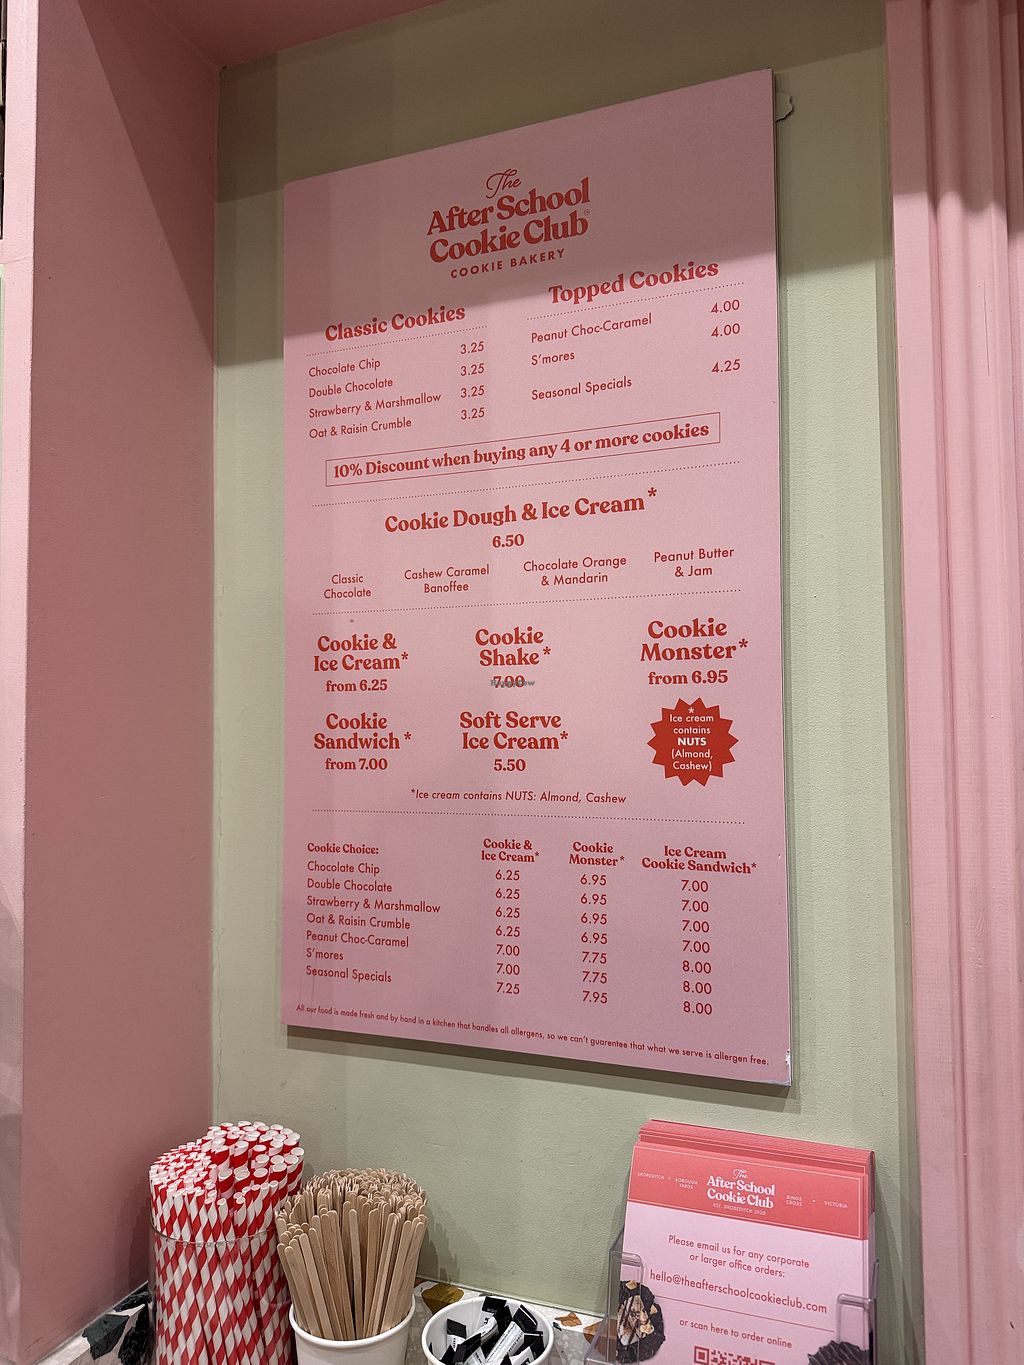 The
After School
Cookie Club®
COOKIE BAKERY
Classic Cookies
Chocolate Chip 3.25
Double Chocolate 3.25
Strawberry & Marshmallow 3.25
Oat & Raisin Crumble 3.25
Topped Cookies
Peanut Choc-Caramel 4.00
S'mores 4.00
Seasonal Specials 4.25
10% Discount when buying any 4 or more cookies
Cookie Dough & Ice Cream*
6.50
Classic
Chocolate
Cashew Caramel
Banoffee
Chocolate Orange
& Mandarin
Peanut Butter
& Jam
Cookie &
Ice Cream*
from 6.25
Cookie
Shake*
7.00
Cookie
Monster*
from 6.95
Cookie
Sandwich*
from 7.00
Soft Serve
Ice Cream*
5.50
*
Ice cream
contains
NUTS
(Almond,
Cashew)
*Ice cream contains NUTS: Almond, Cashew
Cookie Choice: Cookie & Ice Cream* Cookie Monster* Ice Cream Cookie Sandwich*
Chocolate Chip 6.25 6.95 7.00
Double Chocolate 6.25 6.95 7.00
Strawberry & Marshmallow 6.25 6.95 7.00
Oat & Raisin Crumble 6.25 6.95 7.00
Peanut Choc-Caramel 7.00 7.75 8.00
S'mores 7.00 7.75 8.00
Seasonal Specials 7.25 7.95 8.00
All our food is made fresh and by hand in a kitchen that handles all allergens, so we can't guarentee that what we serve is allergen free.
SHOREDITCH • BOROUGH YARDS
The
After School
Cookie Club
EST. SHOREDITCH 2020
KINGS CROSS • VICTORIA
Please email us for any corporate
or larger office orders:
hello@theafterschoolcookieclub.com
or scan here to order online